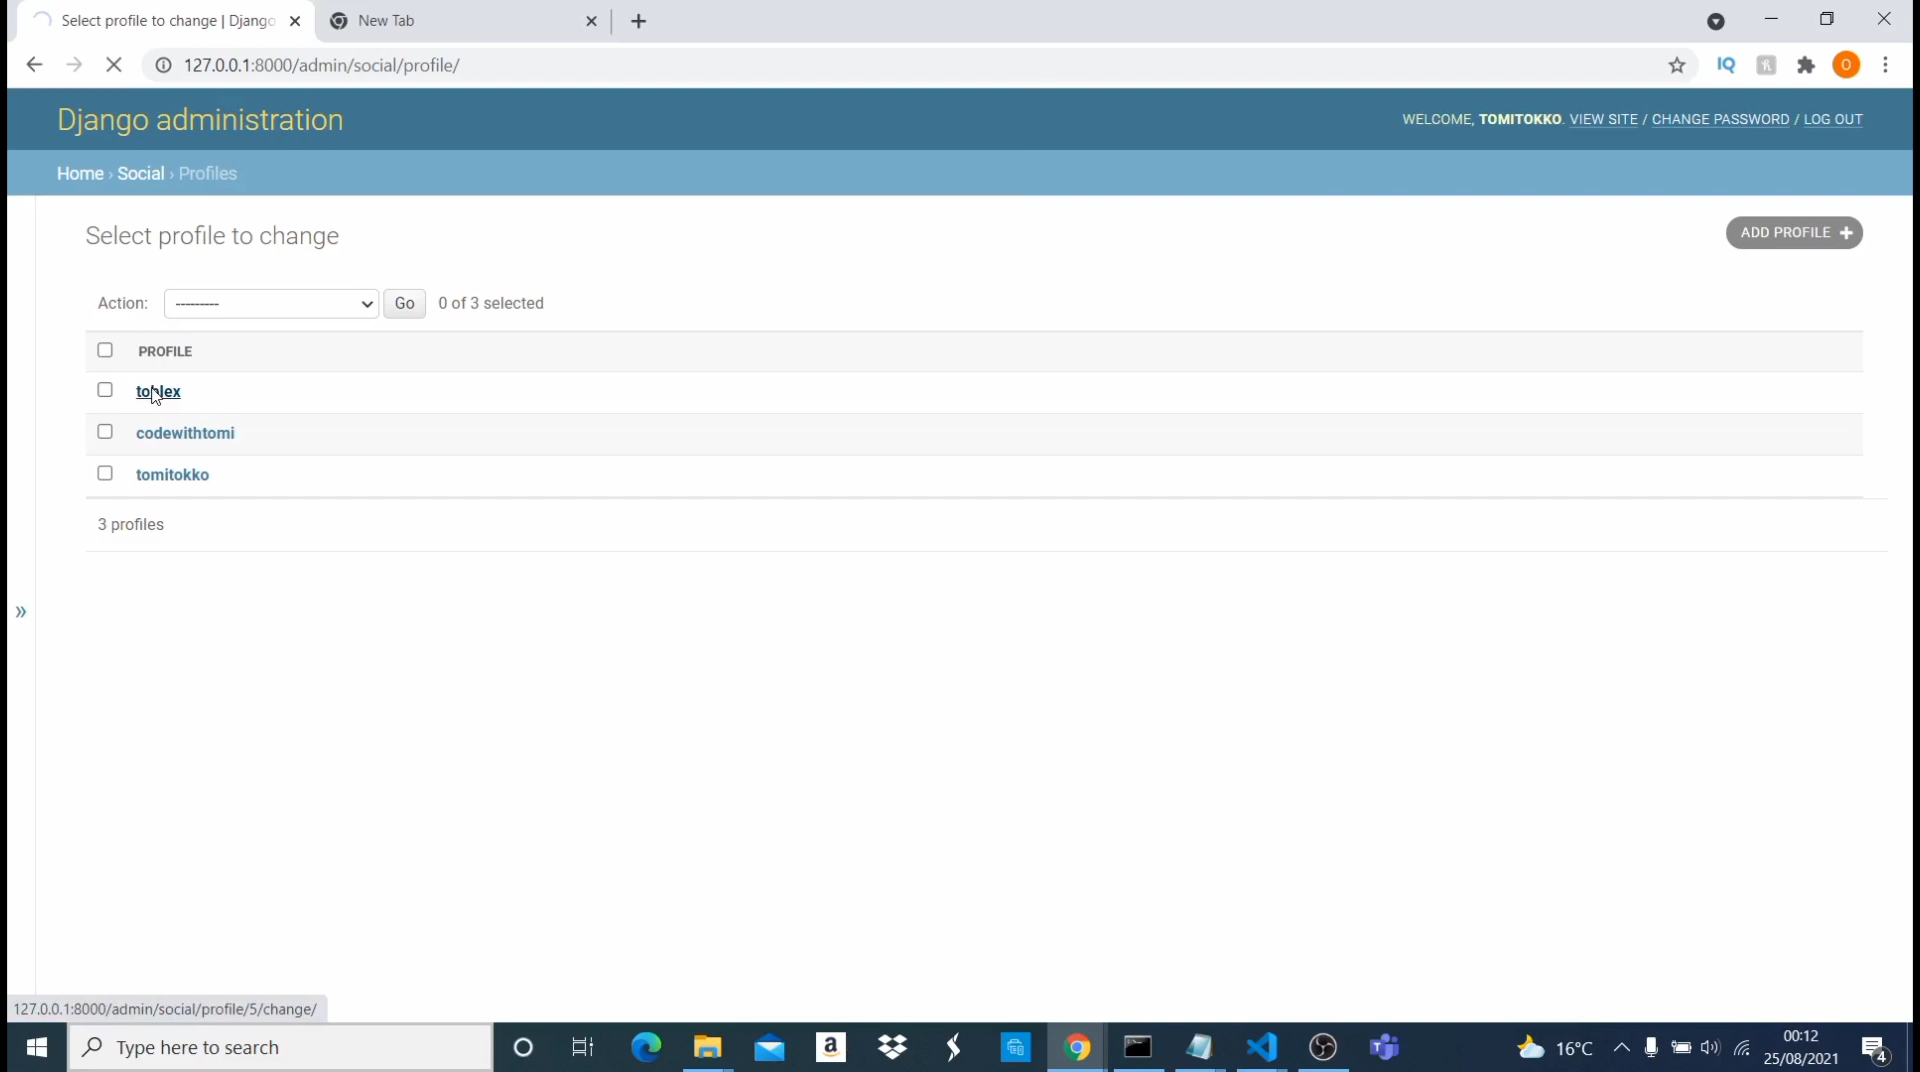 Select profile to change | Django
New Tab
127.0.0.1:8000/admin/social/profile/
IQ
O
Django administration
WELCOME, TOMITOKKO. VIEW SITE / CHANGE PASSWORD / LOG OUT
Home › Social › Profiles
Select profile to change
ADD PROFILE +
Action: --------- Go 0 of 3 selected
PROFILE
codewithtomi
tomitokko
3 profiles
»
127.0.0.1:8000/admin/social/profile/5/change/
Type here to search
a
16°C
00:12
25/08/2021
4